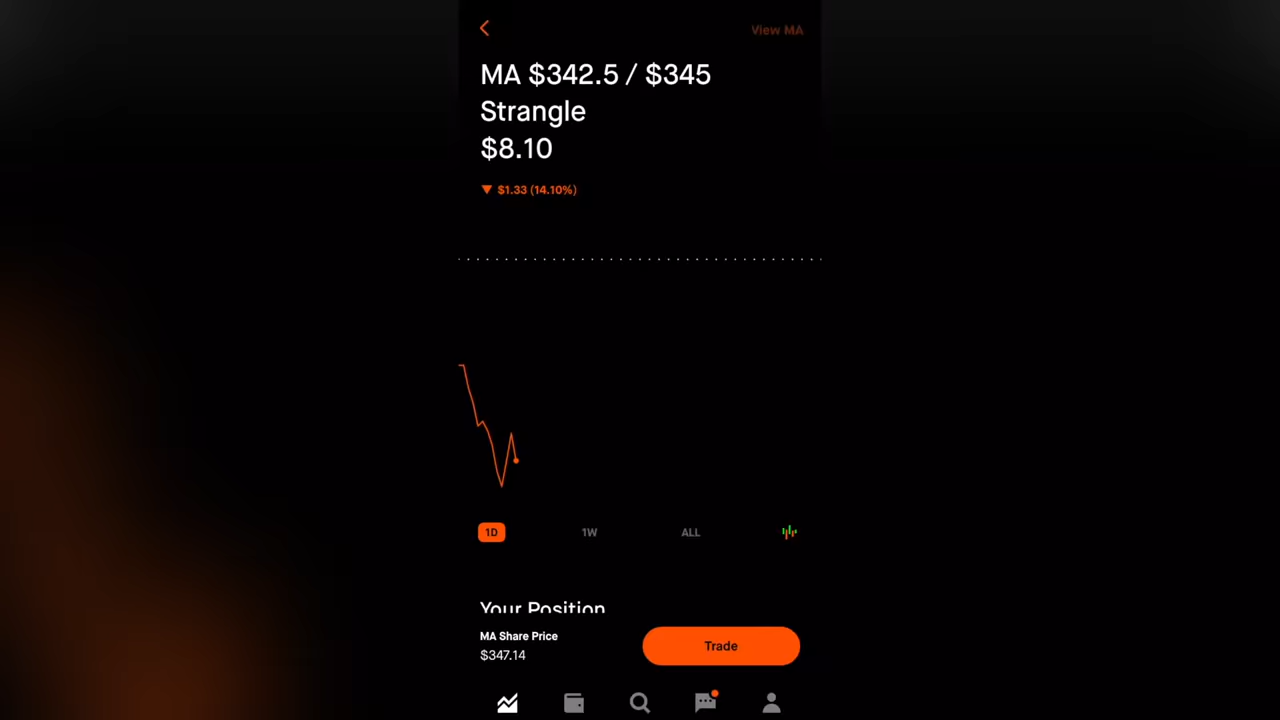 View MA
MA $342.5 / $345
Strangle
$8.10
▼ $1.33 (14.10%)
1D 1W ALL
Your Position
MA Share Price
$347.14
Trade